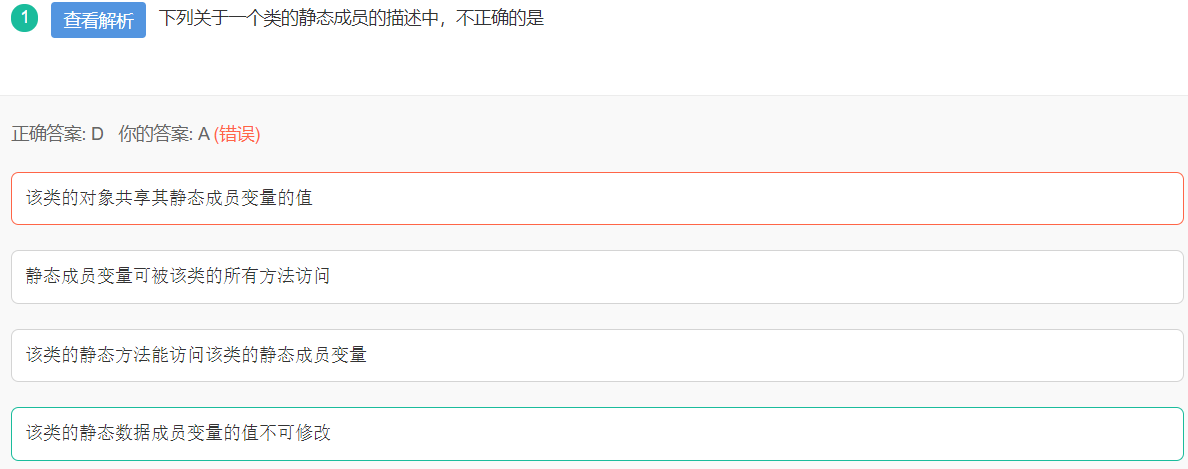 1 查看解析 下列关于一个类的静态成员的描述中，不正确的是
正确答案: D 你的答案: A (错误)
该类的对象共享其静态成员变量的值
静态成员变量可被该类的所有方法访问
该类的静态方法能访问该类的静态成员变量
该类的静态数据成员变量的值不可修改